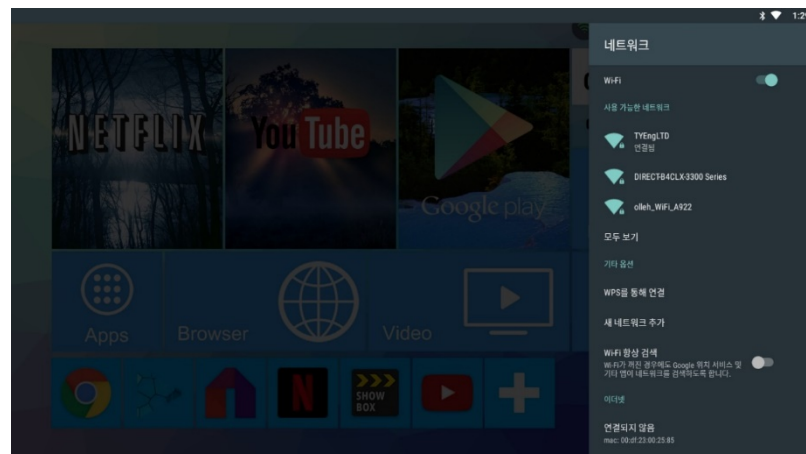 1:29
네트워크
Wi-Fi
사용 가능한 네트워크
TYEngLTD
연결됨
DIRECT-B4CLX-3300 Series
olleh_WiFi_A922
모두 보기
기타 옵션
WPS를 통해 연결
새 네트워크 추가
Wi-Fi 항상 검색
Wi-Fi가 꺼진 경우에도 Google 위치 서비스 및
기타 앱이 네트워크를 검색하도록 합니다.
이더넷
연결되지 않음
mac: 00:df:23:00:25:85
NETFLIX
You Tube
Google play
Apps
Browser
Video
N
SHOW
BOX